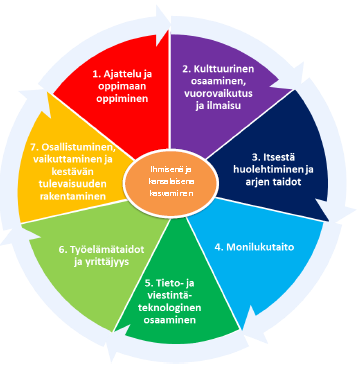 1. Ajattelu ja
oppimaan
oppiminen
2. Kulttuurinen
osaaminen,
vuorovaikutus
ja ilmaisu
3. Itsestä
huolehtiminen ja
arjen taidot
4. Monilukutaito
5. Tieto- ja
viestintä-
teknologinen
osaaminen
6. Työelämätaidot
ja yrittäjyys
7. Osallistuminen,
vaikuttaminen ja
kestävän
tulevaisuuden
rakentaminen
Ihmisenä ja
kansalaisena
kasvaminen